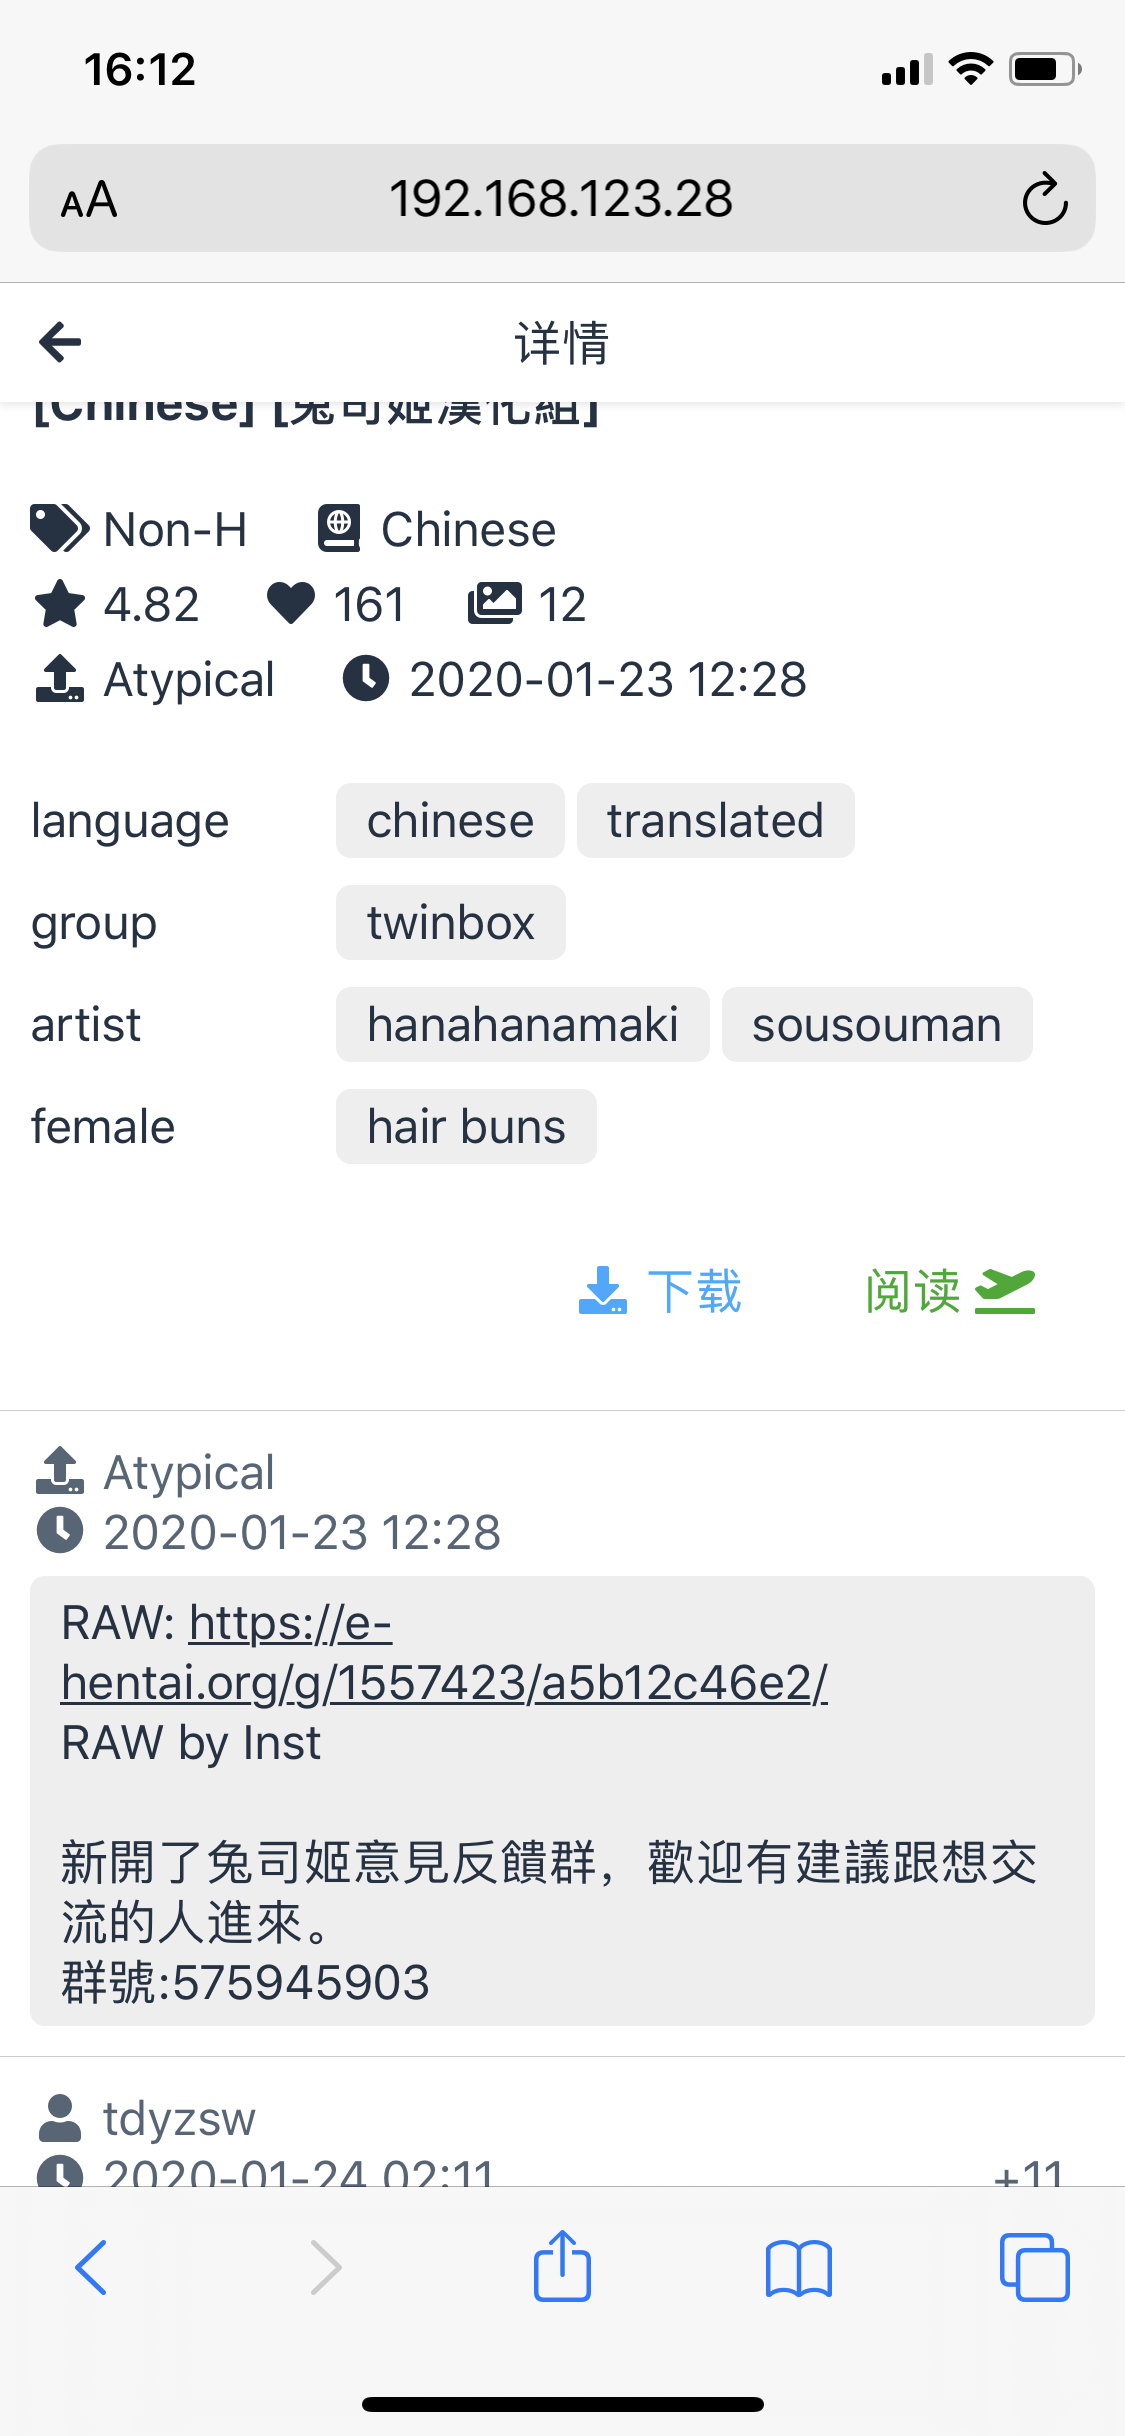 16:12
AA 192.168.123.28
详情
[Chinese] [兔司姬漢化組]
Non-H Chinese
4.82 161 12
Atypical 2020-01-23 12:28
language chinese translated
group twinbox
artist hanahanamaki sousouman
female hair buns
下载 阅读
Atypical
2020-01-23 12:28
RAW: https://e-
hentai.org/g/1557423/a5b12c46e2/
RAW by Inst
新開了兔司姬意見反饋群，歡迎有建議跟想交
流的人進來。
群號:575945903
tdyzsw
2020-01-24 02:11 +11